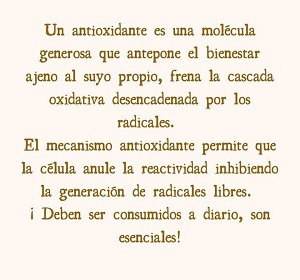 Un antioxidante es una molécula
generosa que antepone el bienestar
ajeno al suyo propio, frena la cascada
oxidativa desencadenada por los
radicales.
El mecanismo antioxidante permite que
la célula anule la reactividad inhibiendo
la generación de radicales libres.
¡ Deben ser consumidos a diario, son
esenciales!